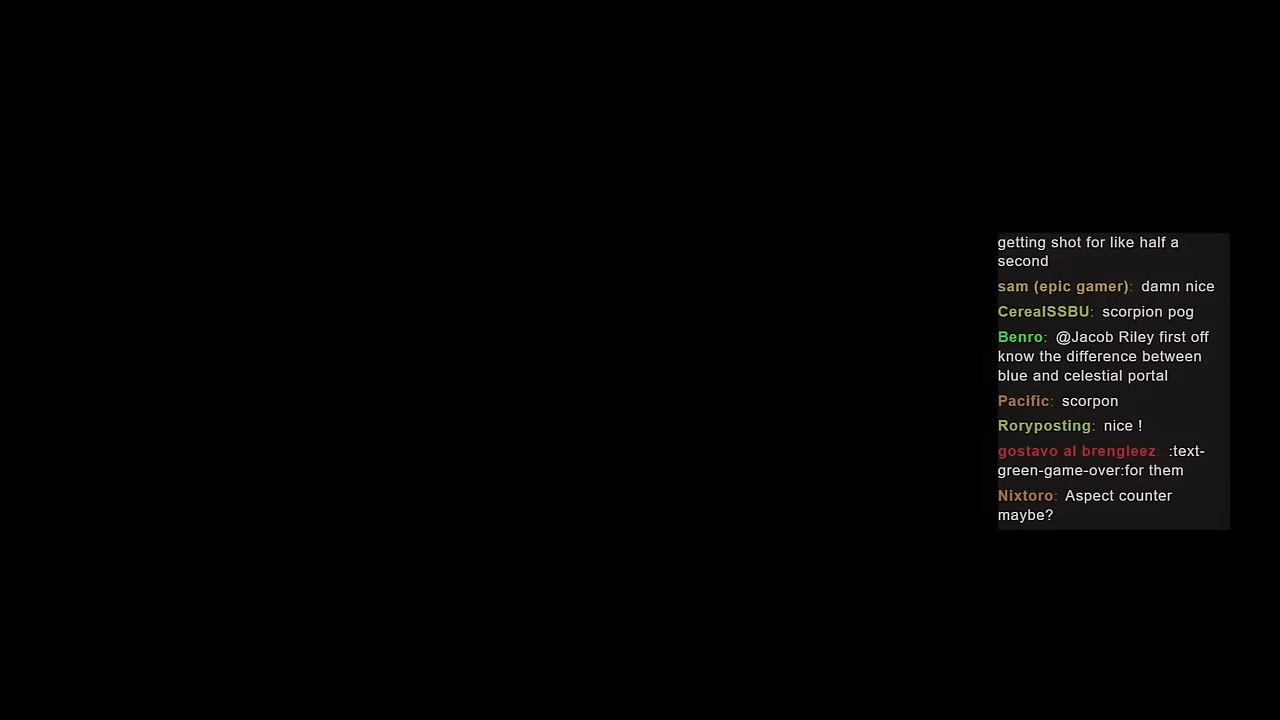 getting shot for like half a
second
sam (epic gamer): damn nice
CerealSSBU: scorpion pog
Benro: @Jacob Riley first off
know the difference between
blue and celestial portal
Pacific: scorpon
Roryposting: nice !
gostavo al brengleez: :text-
green-game-over:for them
Nixtoro: Aspect counter
maybe?